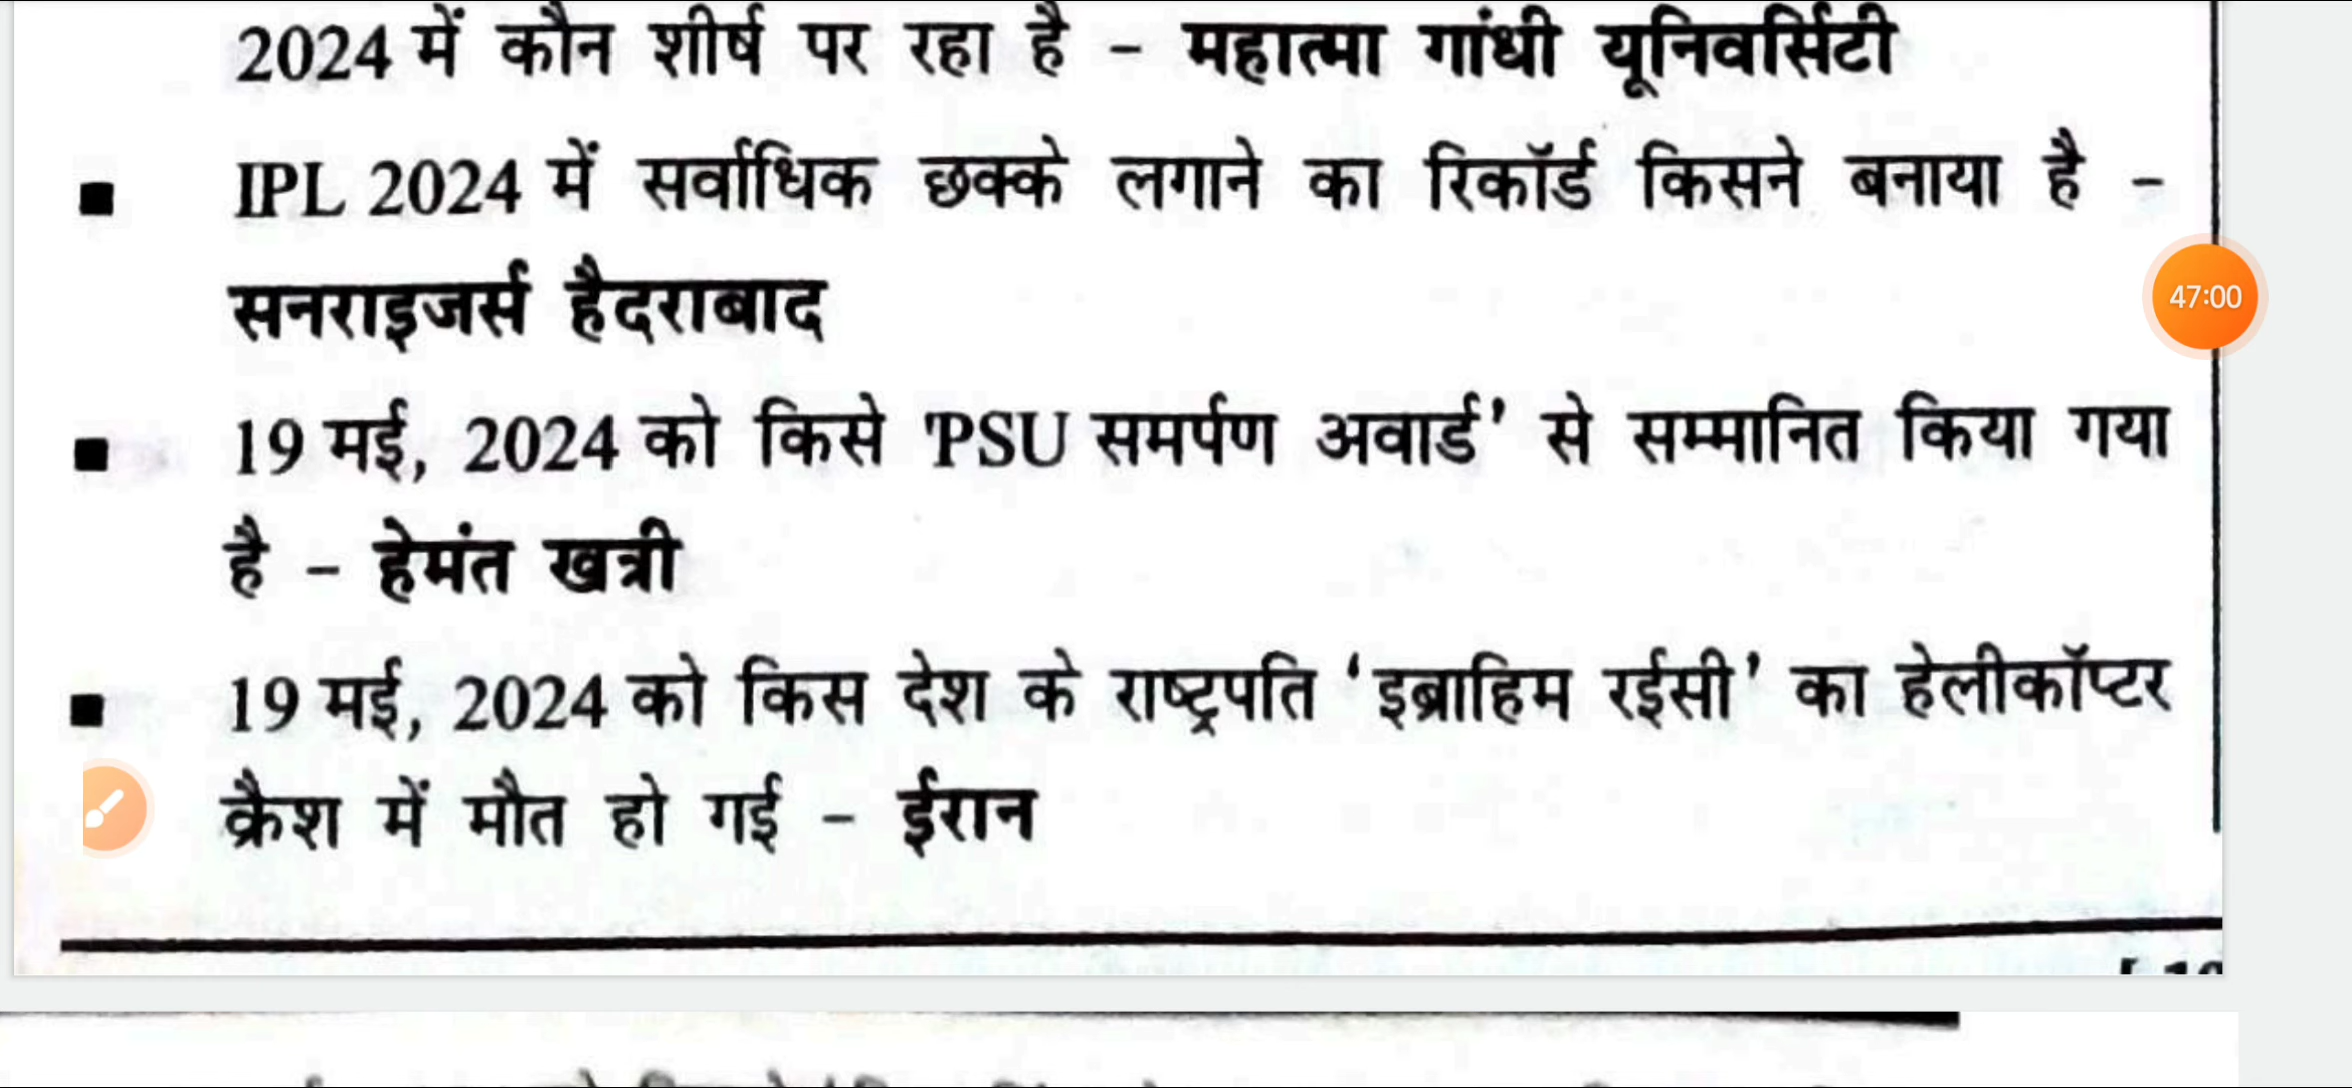 2024 में कौन शीर्ष पर रहा है - महात्मा गांधी यूनिवर्सिटी
■ IPL 2024 में सर्वाधिक छक्के लगाने का रिकॉर्ड किसने बनाया है -
सनराइजर्स हैदराबाद
47:00
■ 19 मई, 2024 को किसे 'PSU समर्पण अवार्ड' से सम्मानित किया गया
है - हेमंत खत्री
■ 19 मई, 2024 को किस देश के राष्ट्रपति ‘इब्राहिम रईसी’ का हेलीकॉप्टर
क्रैश में मौत हो गई - ईरान